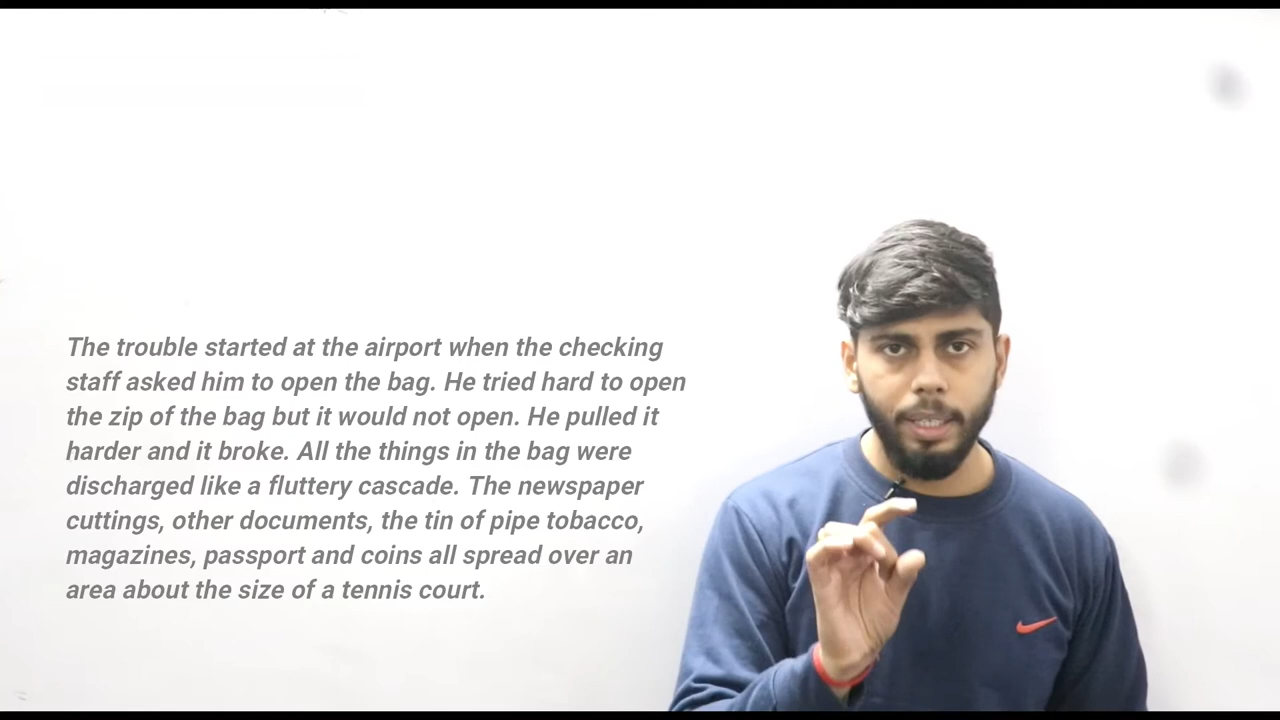 The trouble started at the airport when the checking
staff asked him to open the bag. He tried hard to open
the zip of the bag but it would not open. He pulled it
harder and it broke. All the things in the bag were
discharged like a fluttery cascade. The newspaper
cuttings, other documents, the tin of pipe tobacco,
magazines, passport and coins all spread over an
area about the size of a tennis court.